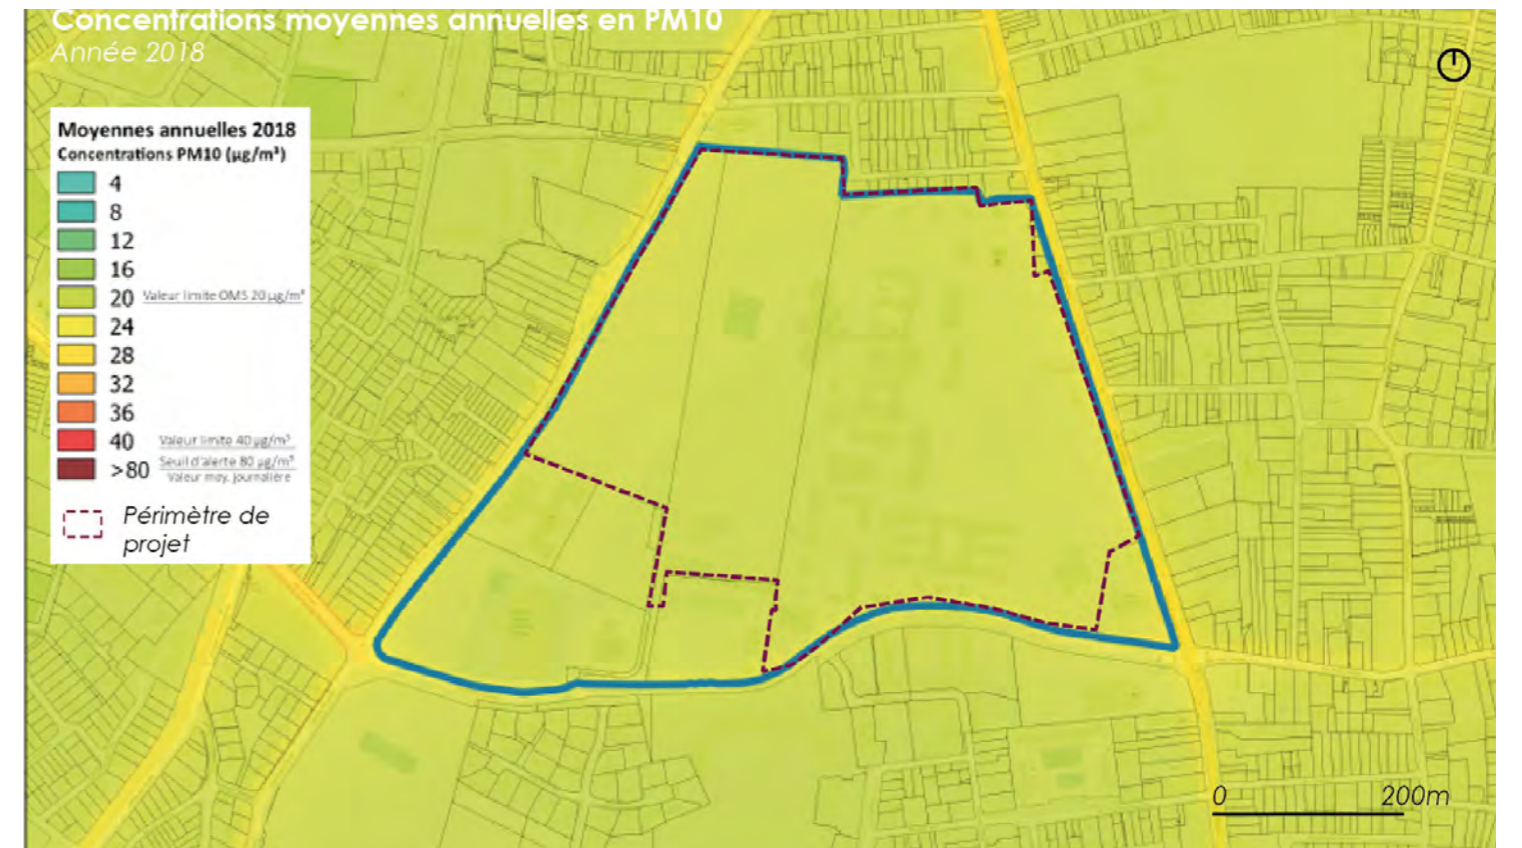 Concentrations moyennes annuelles en PM10
Année 2018
Moyennes annuelles 2018
Concentrations PM10 (µg/m³)
4
8
12
16
20 Valeur limite OMS 20 µg/m³
24
28
32
36
40 Valeur limite 40 µg/m³
>80 Seuil d'alerte 80 µg/m³
Valeur moy. journalière
Périmètre de
projet
0 200m